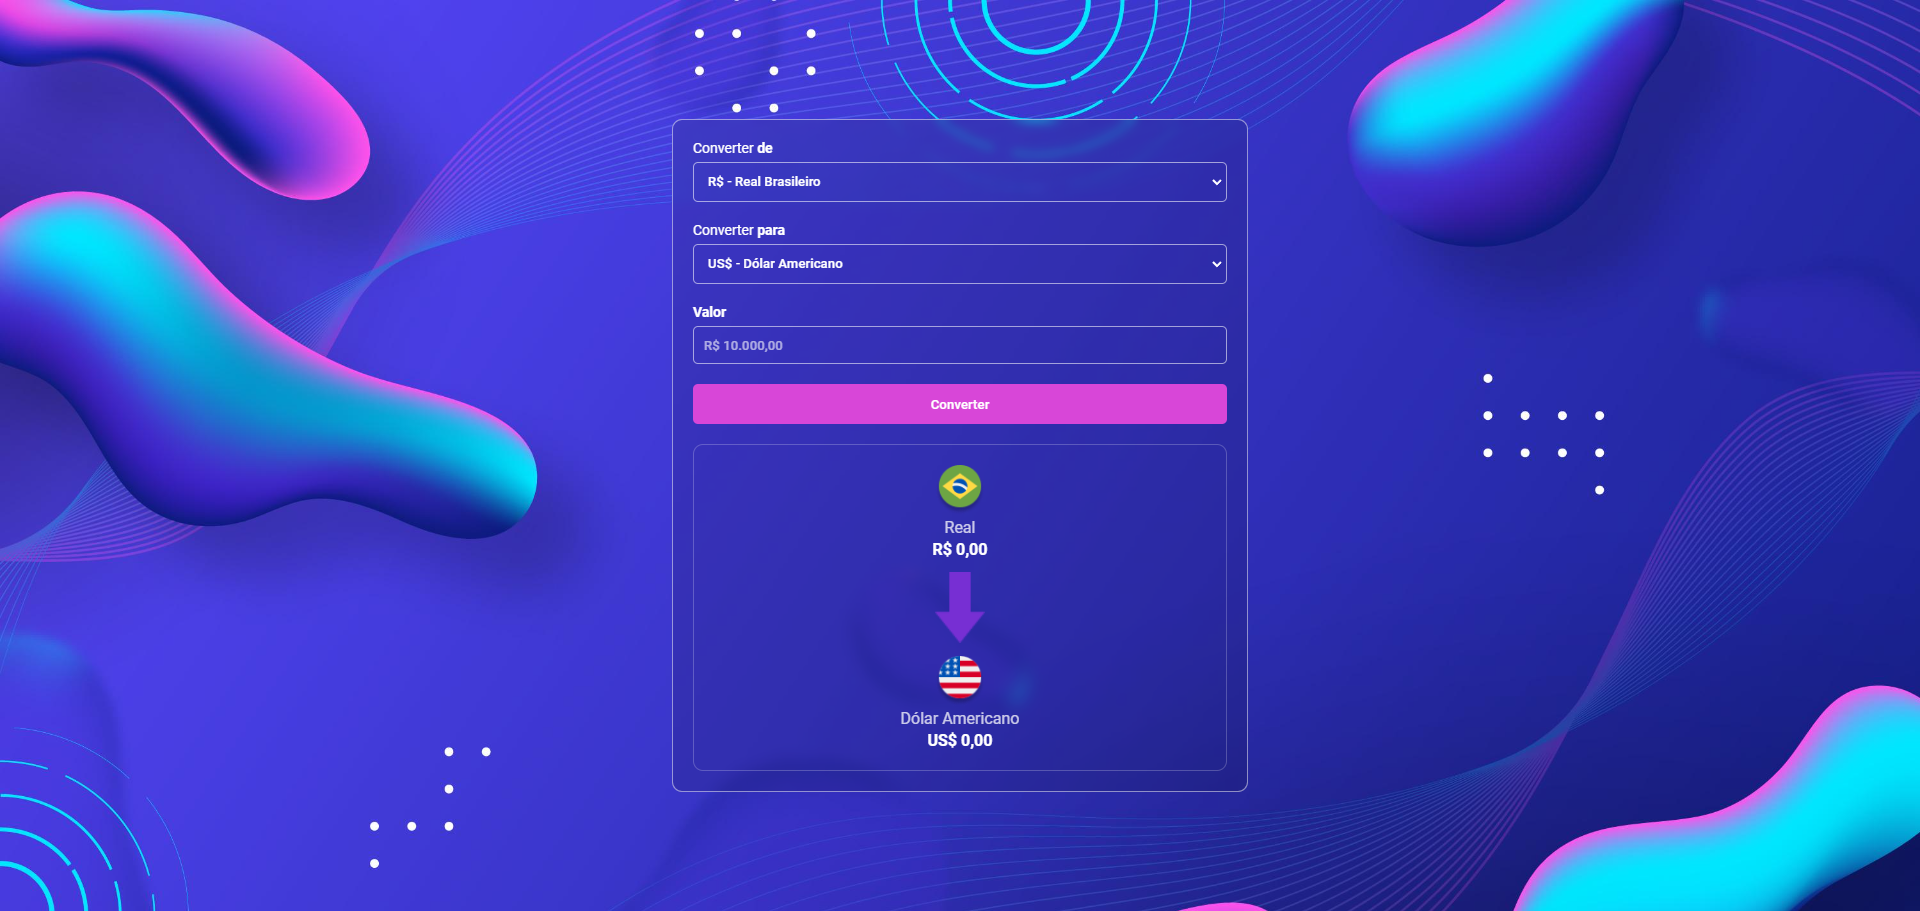 Converter de
R$ - Real Brasileiro
Converter para
US$ - Dólar Americano
Valor
R$ 10.000,00
Converter
Real
R$ 0,00
Dólar Americano
US$ 0,00